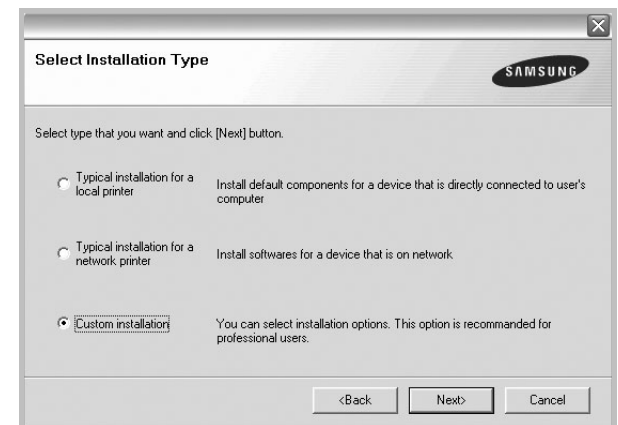 Select Installation Type
SAMSUNG
Select type that you want and click [Next] button.
Typical installation for a
local printer
Install default components for a device that is directly connected to user's
computer
Typical installation for a
network printer
Install softwares for a device that is on network
Custom installation
You can select installation options. This option is recommanded for
professional users.
<Back
Next>
Cancel